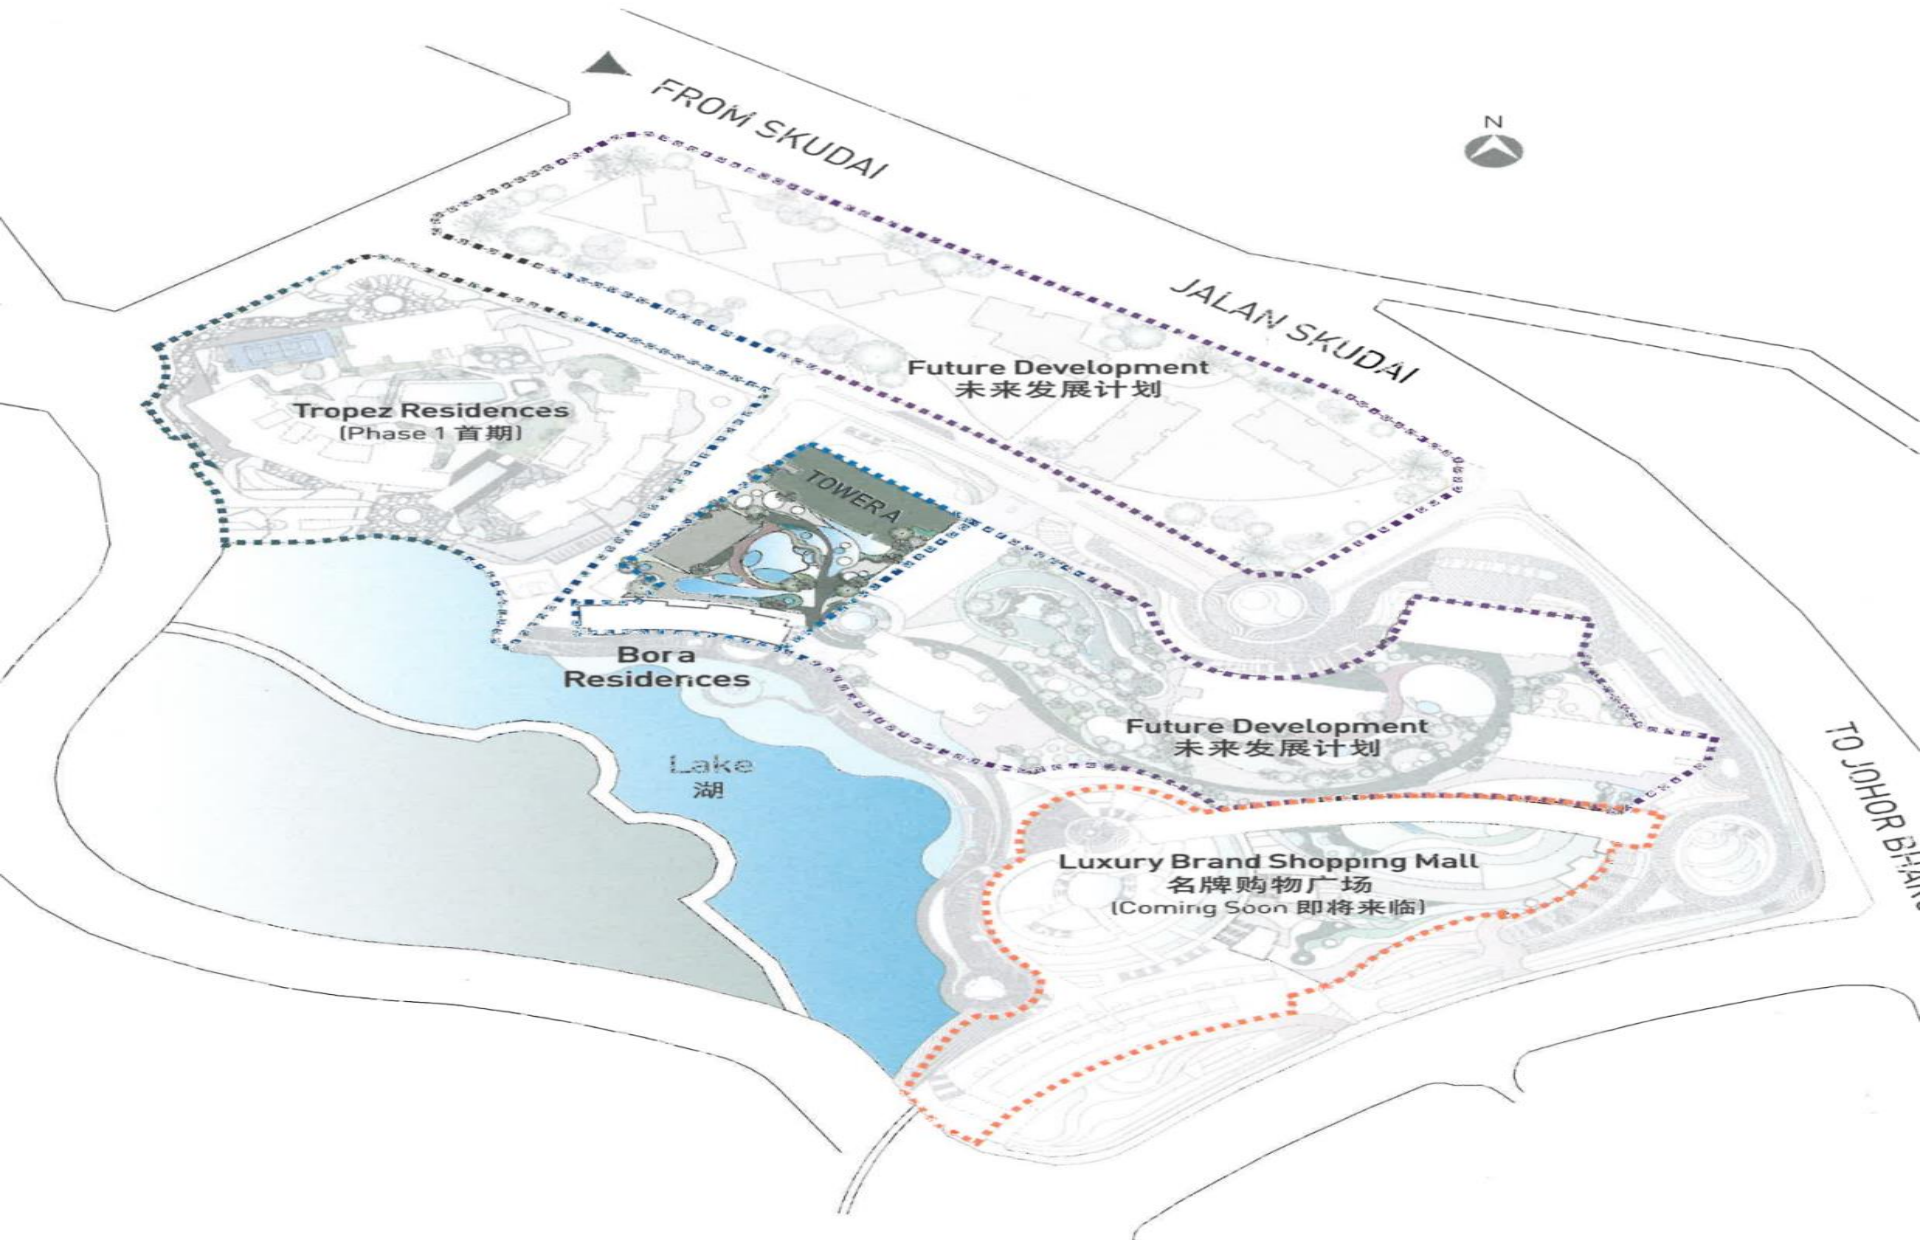 FROM SKUDAI
N
JALAN SKUDAI
Future Development
未来发展计划
Tropez Residences
(Phase 1 首期)
TOWER A
Bora
Residences
Future Development
未来发展计划
Lake
湖
TO JOHOR
Luxury Brand Shopping Mall
名牌购物广场
(Coming Soon 即将来临)